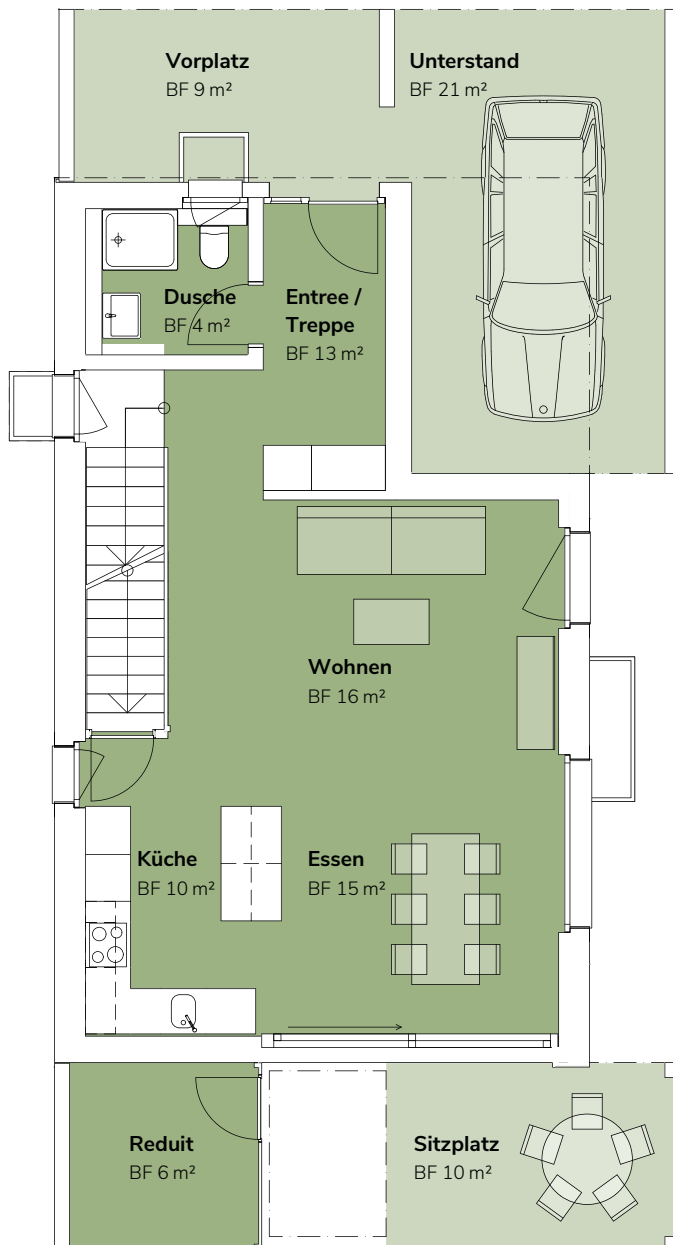 Vorplatz
BF 9 m²
Unterstand
BF 21 m²
Dusche
BF 4 m²
Entree /
Treppe
BF 13 m²
Wohnen
BF 16 m²
Küche
BF 10 m²
Essen
BF 15 m²
Reduit
BF 6 m²
Sitzplatz
BF 10 m²